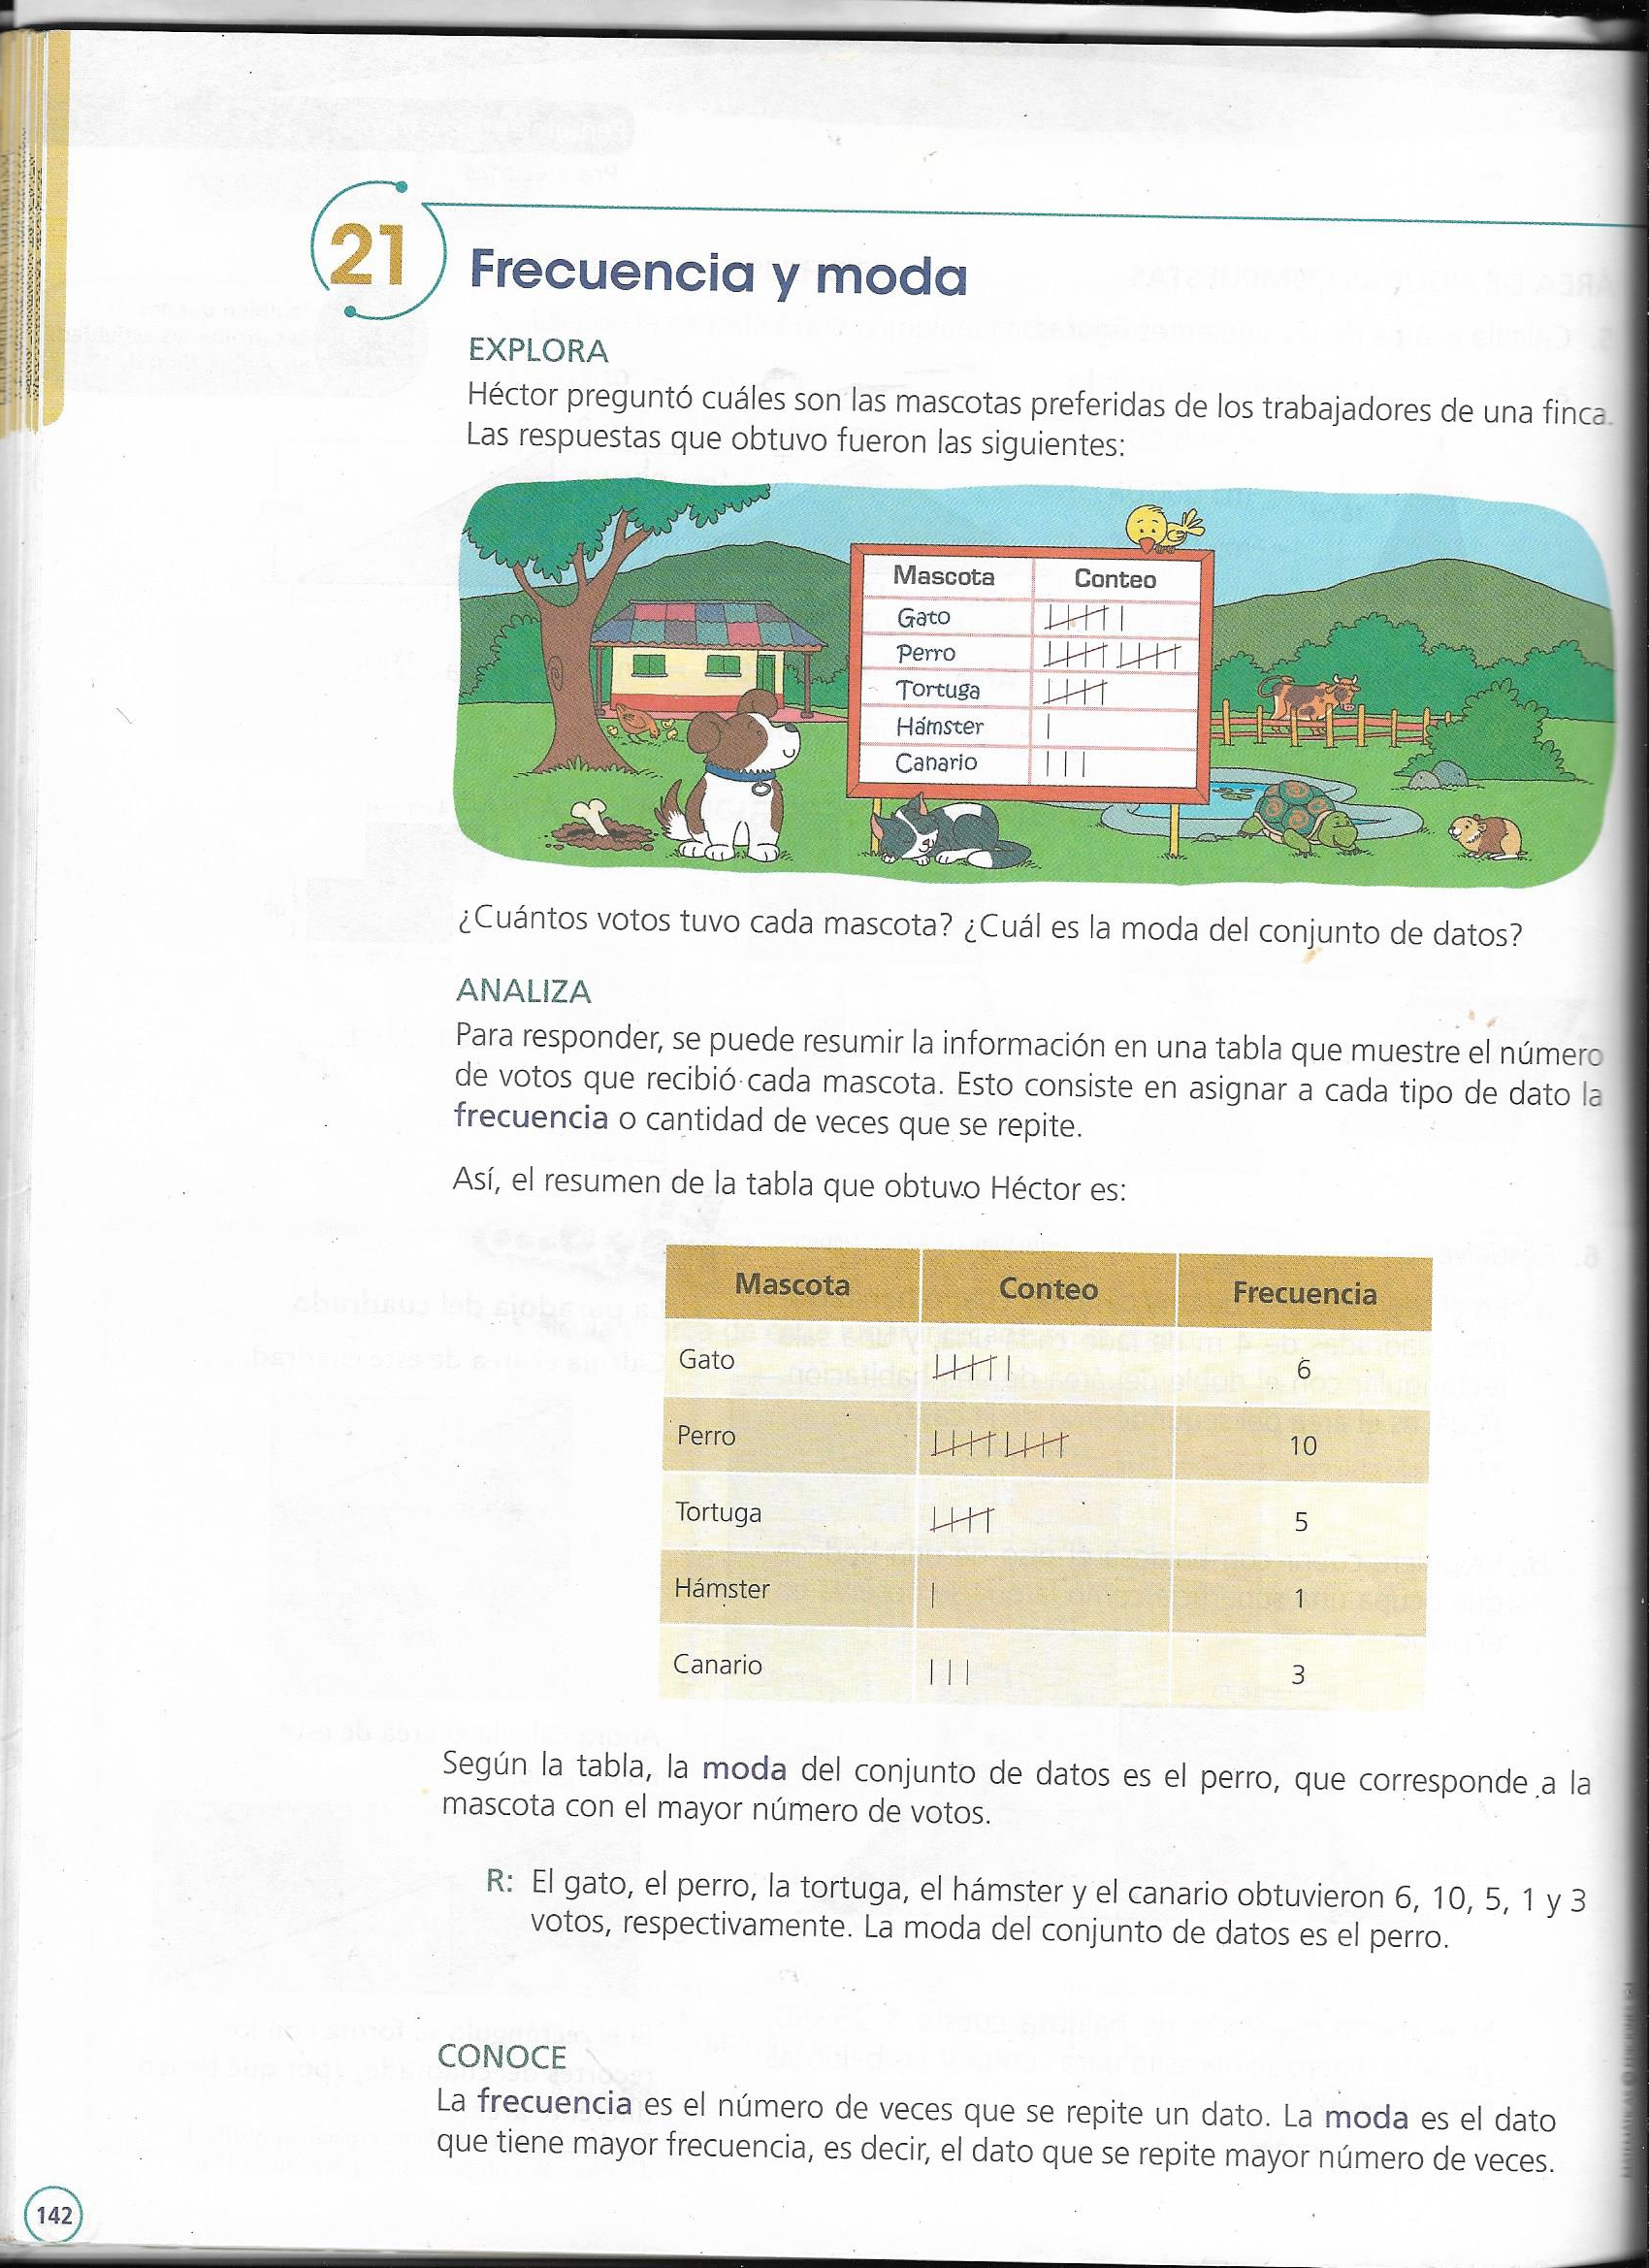 21
Frecuencia y moda
EXPLORA
Héctor preguntó cuáles son las mascotas preferidas de los trabajadores de una finca.
Las respuestas que obtuvo fueron las siguientes:
Mascota Conteo
Gato
Perro
Tortuga
Hámster
Canario
¿Cuántos votos tuvo cada mascota? ¿Cuál es la moda del conjunto de datos?
ANALIZA
Para responder, se puede resumir la información en una tabla que muestre el número
de votos que recibió cada mascota. Esto consiste en asignar a cada tipo de dato la
frecuencia o cantidad de veces que se repite.
Así, el resumen de la tabla que obtuvo Héctor es:
Mascota Conteo Frecuencia
Gato 6
Perro 10
Tortuga 5
Hámster 1
Canario 3
Según la tabla, la moda del conjunto de datos es el perro, que corresponde a la
mascota con el mayor número de votos.
R: El gato, el perro, la tortuga, el hámster y el canario obtuvieron 6, 10, 5, 1 y 3
votos, respectivamente. La moda del conjunto de datos es el perro.
CONOCE
La frecuencia es el número de veces que se repite un dato. La moda es el dato
que tiene mayor frecuencia, es decir, el dato que se repite mayor número de veces.
142